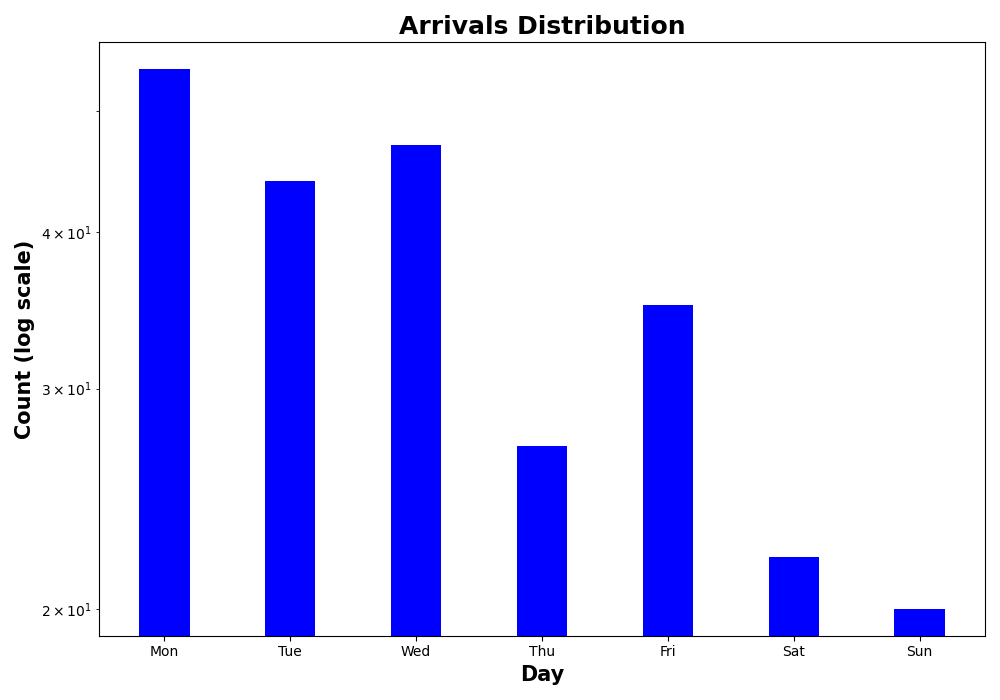 Arrivals Distribution
Count (log scale)
4 × 10¹
3 × 10¹
2 × 10¹
Mon Tue Wed Thu Fri Sat Sun
Day